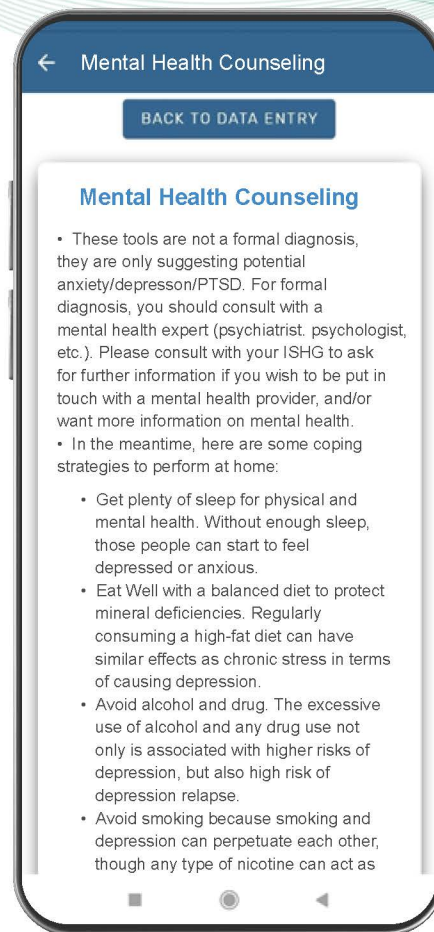 Mental Health Counseling
BACK TO DATA ENTRY
Mental Health Counseling
• These tools are not a formal diagnosis,
they are only suggesting potential
anxiety/depresson/PTSD. For formal
diagnosis, you should consult with a
mental health expert (psychiatrist. psychologist,
etc.). Please consult with your ISHG to ask
for further information if you wish to be put in
touch with a mental health provider, and/or
want more information on mental health.
• In the meantime, here are some coping
strategies to perform at home:
• Get plenty of sleep for physical and
mental health. Without enough sleep,
those people can start to feel
depressed or anxious.
• Eat Well with a balanced diet to protect
mineral deficiencies. Regularly
consuming a high-fat diet can have
similar effects as chronic stress in terms
of causing depression.
• Avoid alcohol and drug. The excessive
use of alcohol and any drug use not
only is associated with higher risks of
depression, but also high risk of
depression relapse.
• Avoid smoking because smoking and
depression can perpetuate each other,
though any type of nicotine can act as